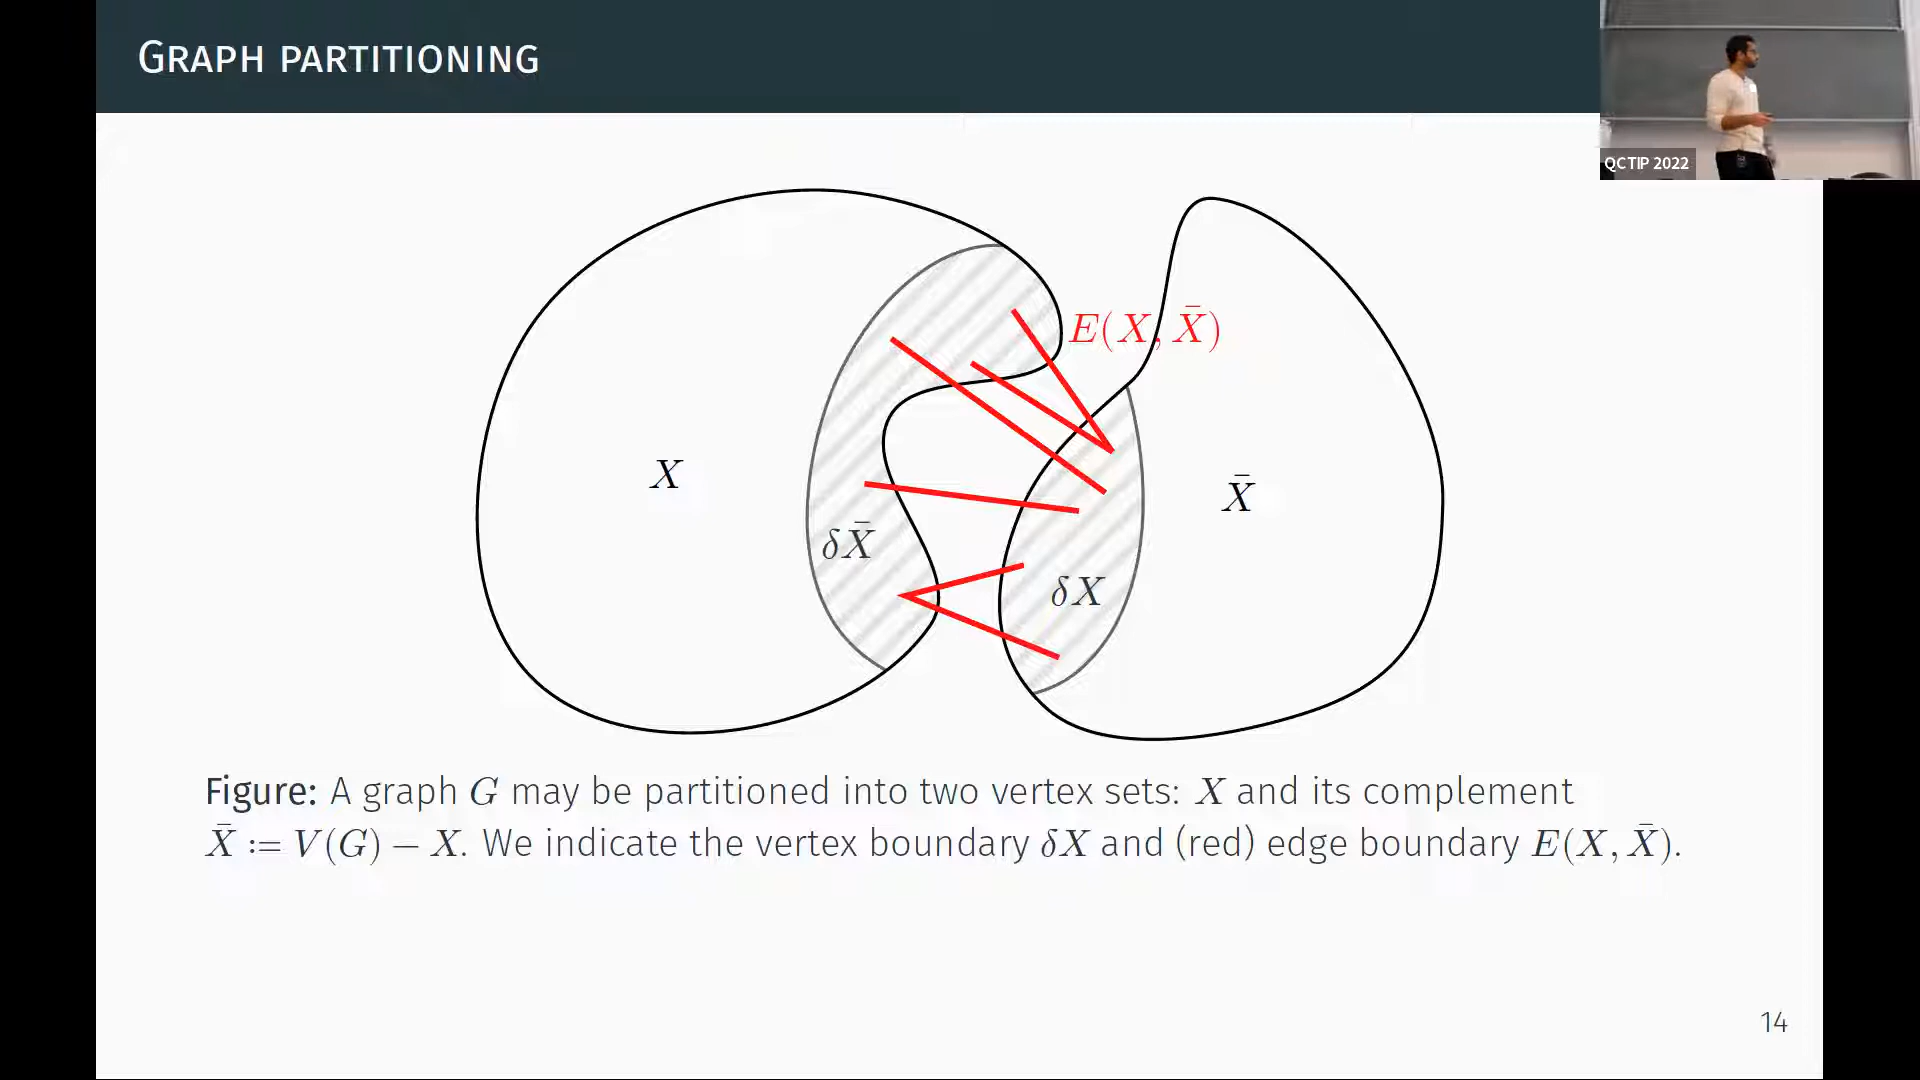 GRAPH PARTITIONING
QCTIP 2022
E(X, X̄)
X
X̄
δX̄
δX
Figure: A graph G may be partitioned into two vertex sets: X and its complement
X̄ := V(G) − X. We indicate the vertex boundary δX and (red) edge boundary E(X, X̄).
14